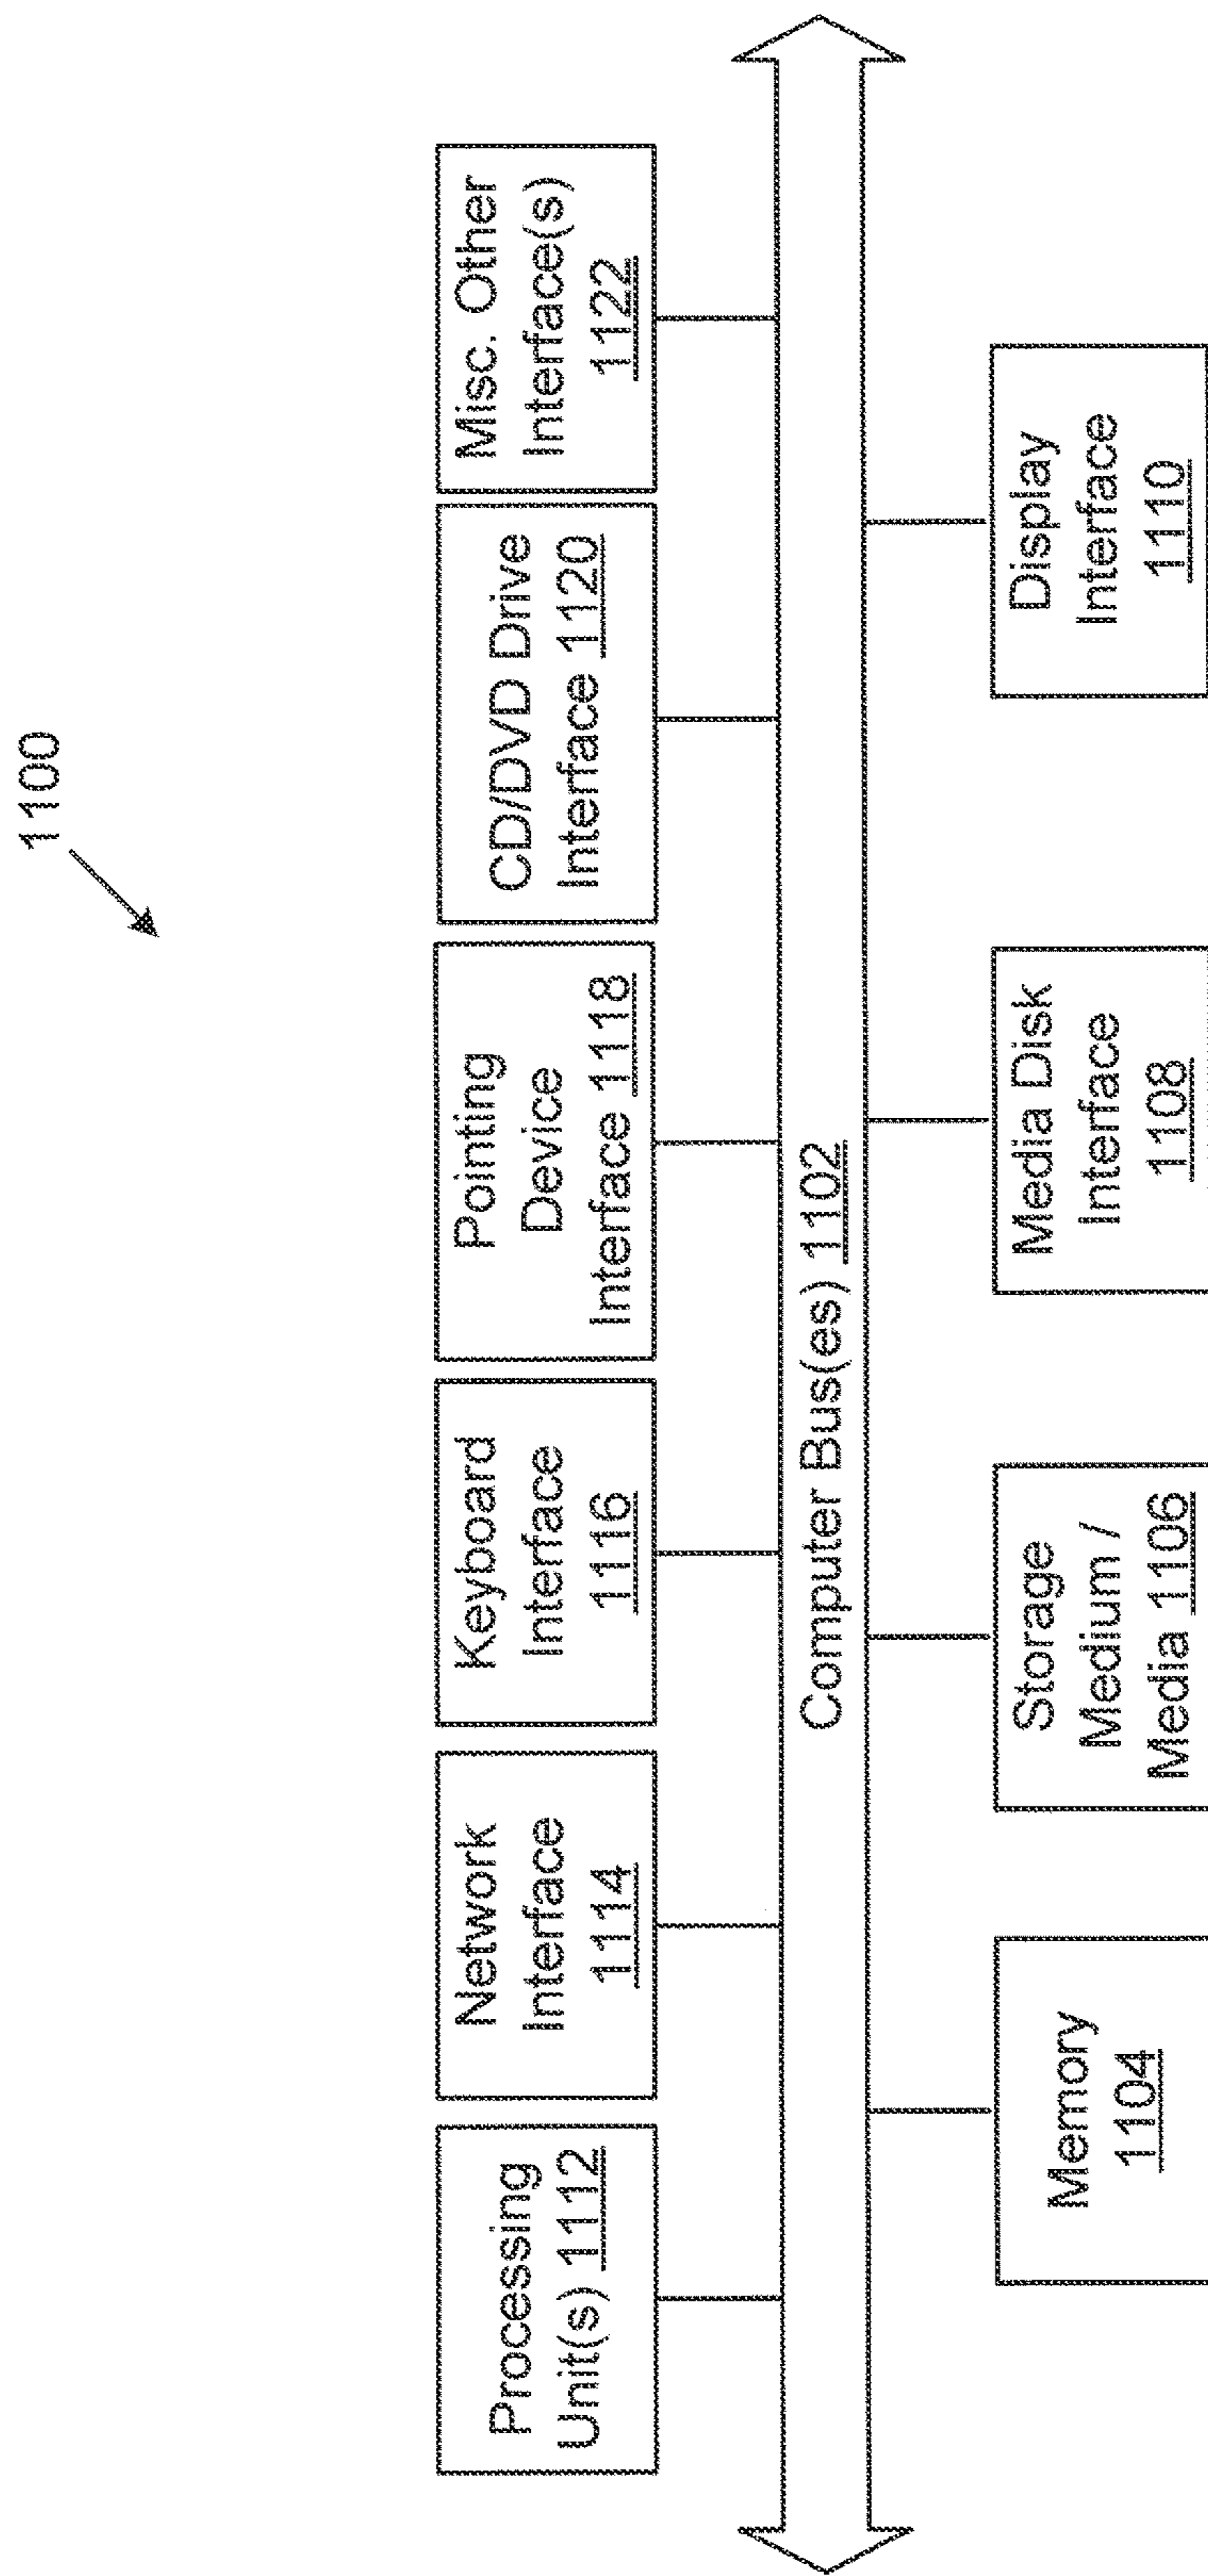 1100
Processing
Unit(s) 1112
Network
Interface
1114
Keyboard
Interface
1116
Pointing
Device
Interface 1118
CD/DVD Drive
Interface 1120
Misc. Other
Interface(s)
1122
Computer Bus(es) 1102
Memory
1104
Storage
Medium /
Media 1106
Media Disk
Interface
1108
Display
Interface
1110